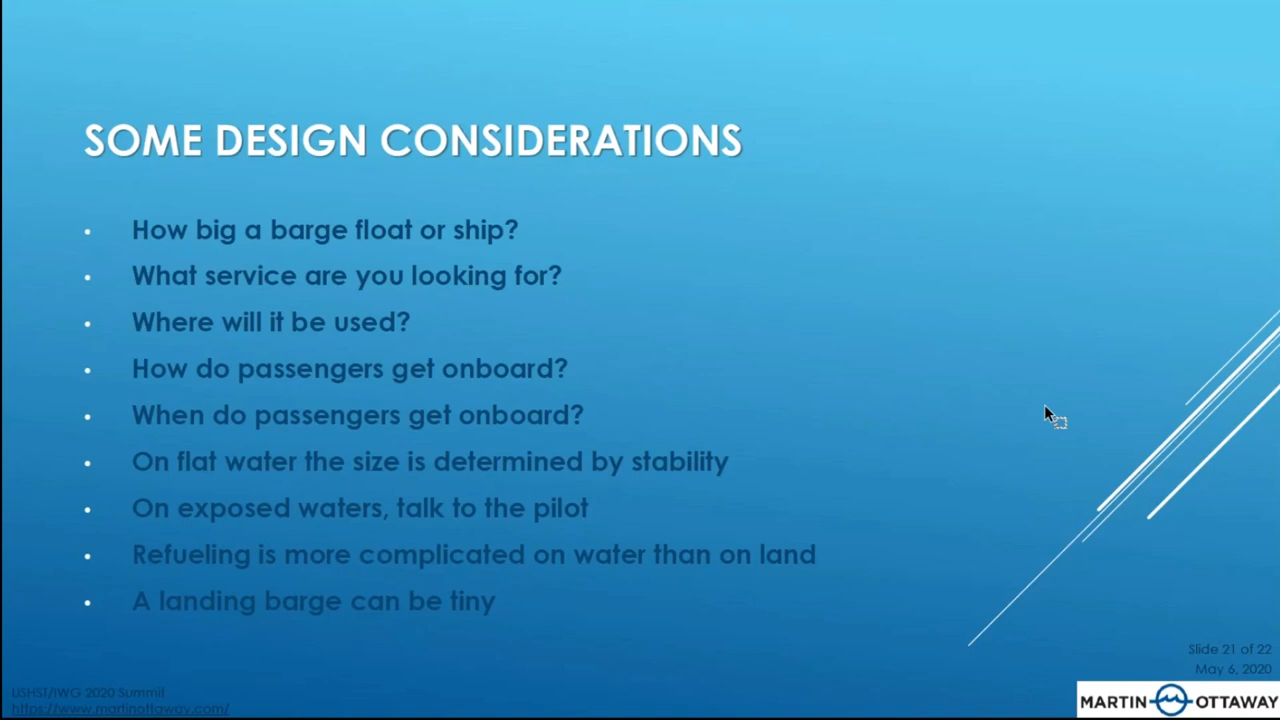 SOME DESIGN CONSIDERATIONS
• How big a barge float or ship?
• What service are you looking for?
• Where will it be used?
• How do passengers get onboard?
• When do passengers get onboard?
• On flat water the size is determined by stability
• On exposed waters, talk to the pilot
• Refueling is more complicated on water than on land
• A landing barge can be tiny
Slide 21 of 22
May 6, 2020
USHST/IWG 2020 Summit
https://www.martinottaway.com/
MARTIN OTTAWAY